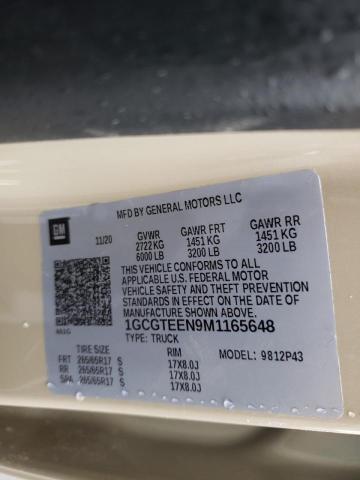 MFD BY GENERAL MOTORS LLC
GM
11/20 GVWR GAWR FRT GAWR RR
2722 KG 1451 KG 1451 KG
6000 LB 3200 LB 3200 LB
THIS VEHICLE CONFORMS TO ALL
APPLICABLE U.S. FEDERAL MOTOR
VEHICLE SAFETY AND THEFT PREVENTION
STANDARDS IN EFFECT ON THE DATE OF
MANUFACTURE SHOWN ABOVE.
1GCGTEEN9M1165648
TYPE: TRUCK
TIRE SIZE RIM MODEL: 9812P43
FRT 265/65R17 S 17X8.0J
RR 265/65R17 S 17X8.0J
SPA 265/65R17 S 17X8.0J